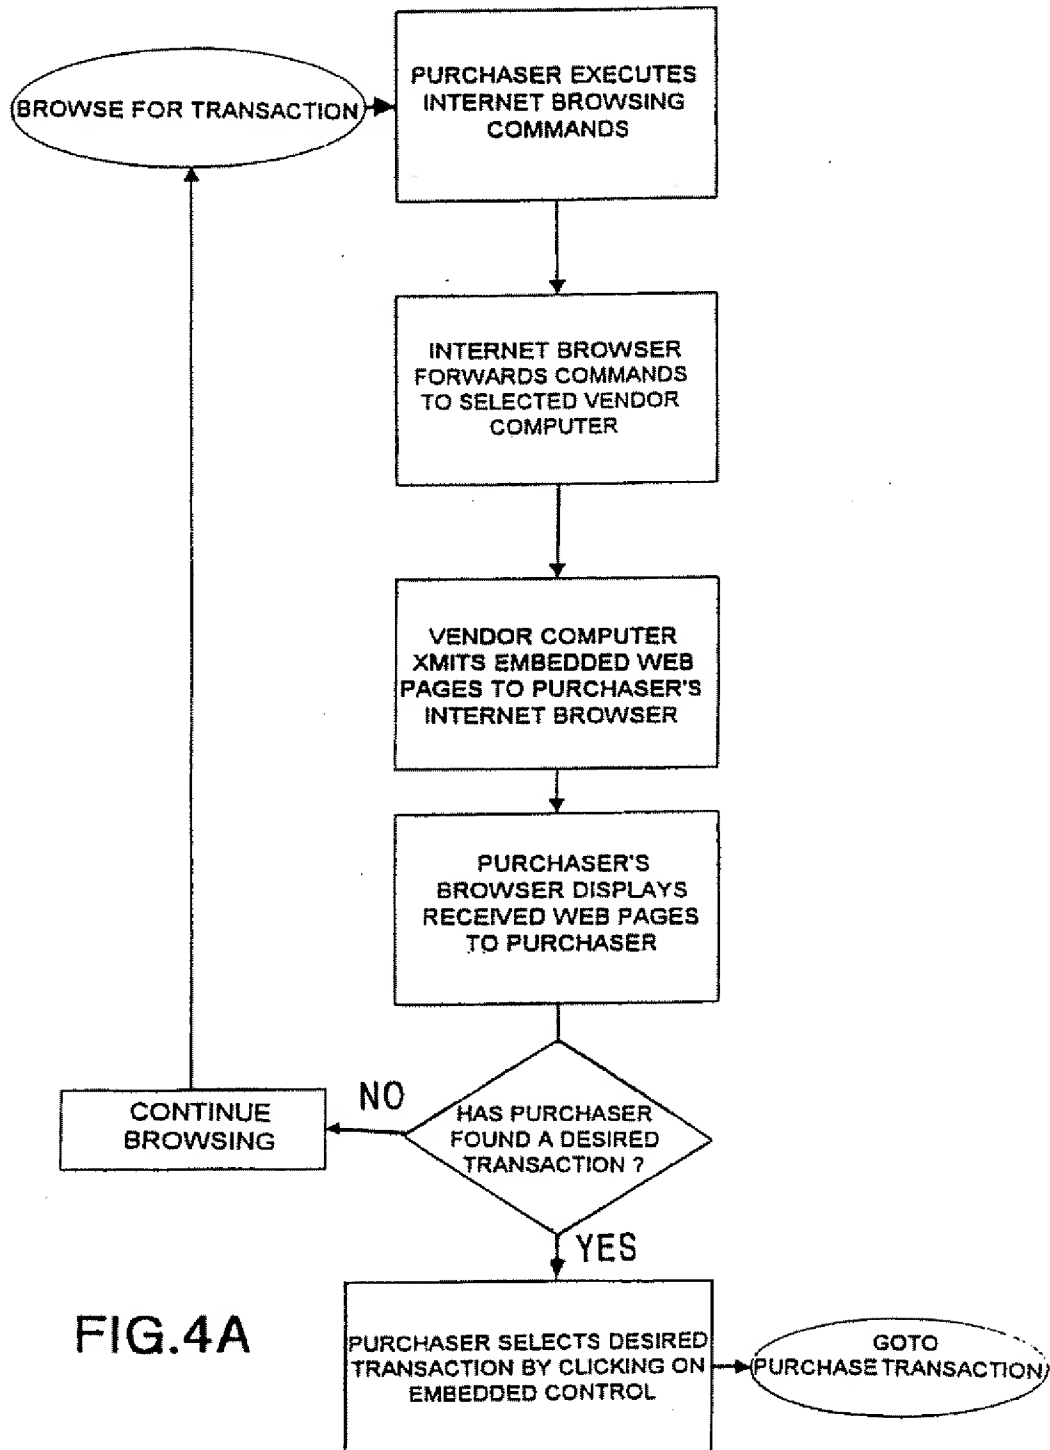 BROWSE FOR TRANSACTION
PURCHASER EXECUTES
INTERNET BROWSING
COMMANDS
INTERNET BROWSER
FORWARDS COMMANDS
TO SELECTED VENDOR
COMPUTER
VENDOR COMPUTER
XMITS EMBEDDED WEB
PAGES TO PURCHASER'S
INTERNET BROWSER
PURCHASER'S
BROWSER DISPLAYS
RECEIVED WEB PAGES
TO PURCHASER
HAS PURCHASER
FOUND A DESIRED
TRANSACTION ?
NO
CONTINUE
BROWSING
YES
PURCHASER SELECTS DESIRED
TRANSACTION BY CLICKING ON
EMBEDDED CONTROL
GOTO
PURCHASE TRANSACTION
FIG.4A